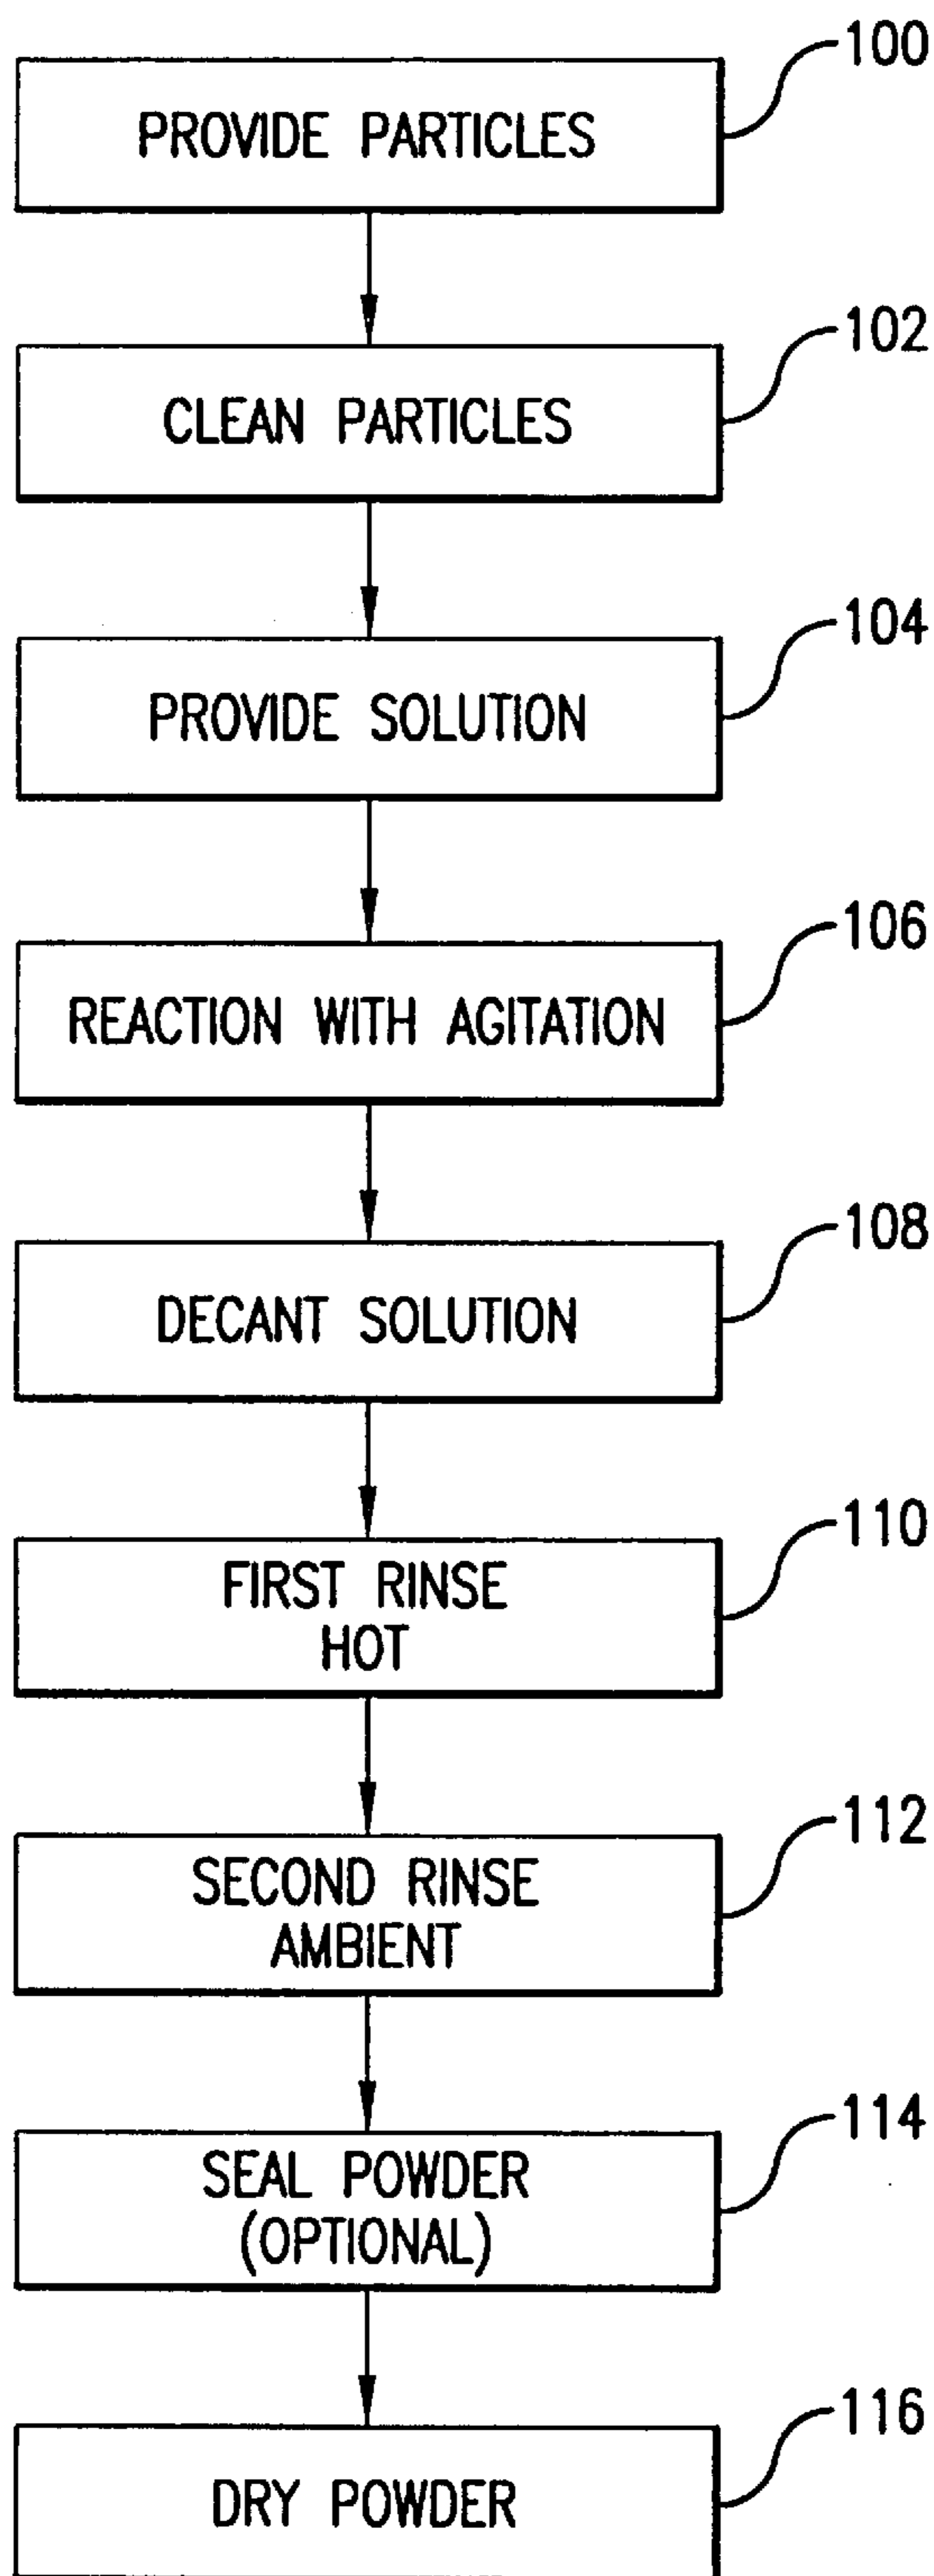 100
PROVIDE PARTICLES
102
CLEAN PARTICLES
104
PROVIDE SOLUTION
106
REACTION WITH AGITATION
108
DECANT SOLUTION
110
FIRST RINSE
HOT
112
SECOND RINSE
AMBIENT
114
SEAL POWDER
(OPTIONAL)
116
DRY POWDER